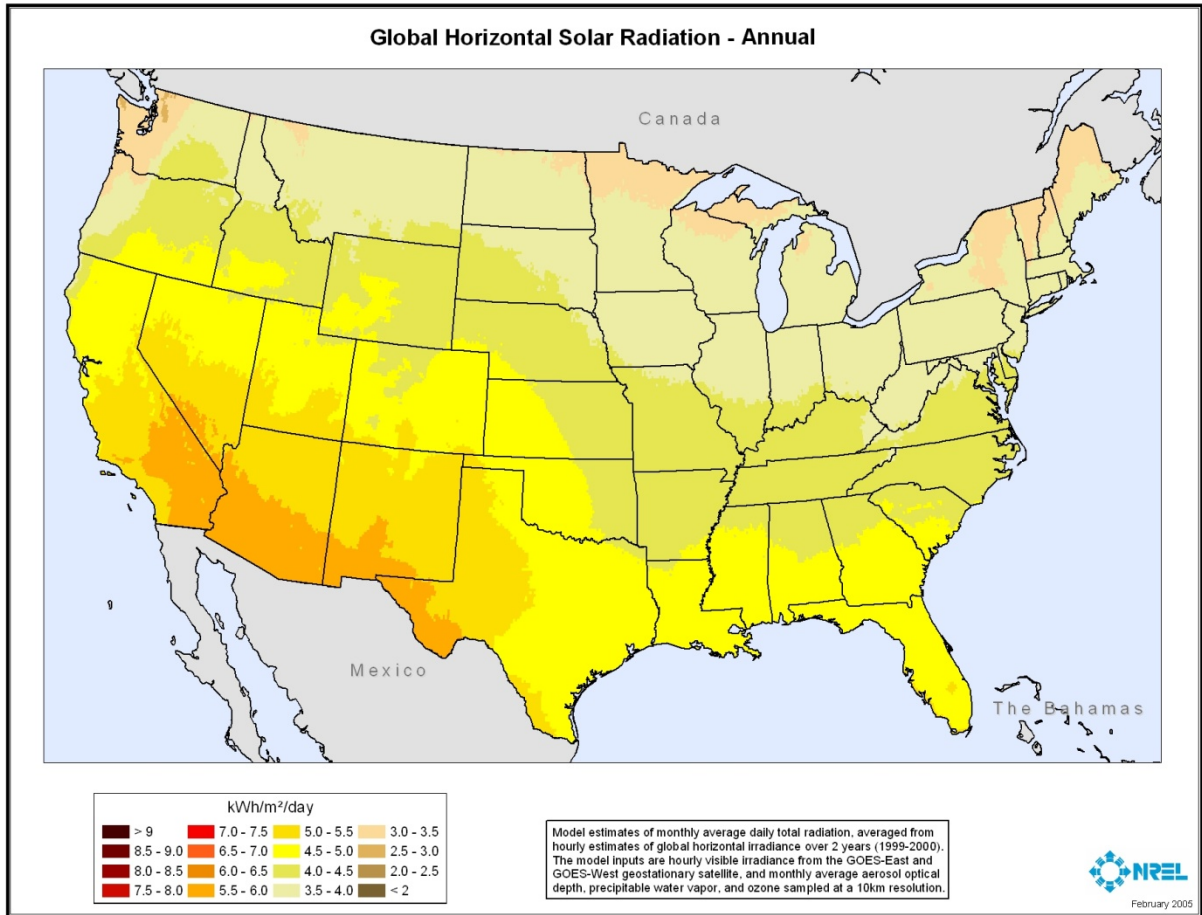 Global Horizontal Solar Radiation - Annual
Canada
Mexico
The Bahamas
kWh/m²/day
> 9
8.5 - 9.0
8.0 - 8.5
7.5 - 8.0
7.0 - 7.5
6.5 - 7.0
6.0 - 6.5
5.5 - 6.0
5.0 - 5.5
4.5 - 5.0
4.0 - 4.5
3.5 - 4.0
3.0 - 3.5
2.5 - 3.0
2.0 - 2.5
< 2
Model estimates of monthly average daily total radiation, averaged from
hourly estimates of global horizontal irradiance over 2 years (1999-2000).
The model inputs are hourly visible irradiance from the GOES-East and
GOES-West geostationary satellite, and monthly average aerosol optical
depth, precipitable water vapor, and ozone sampled at a 10km resolution.
NREL
February 2005